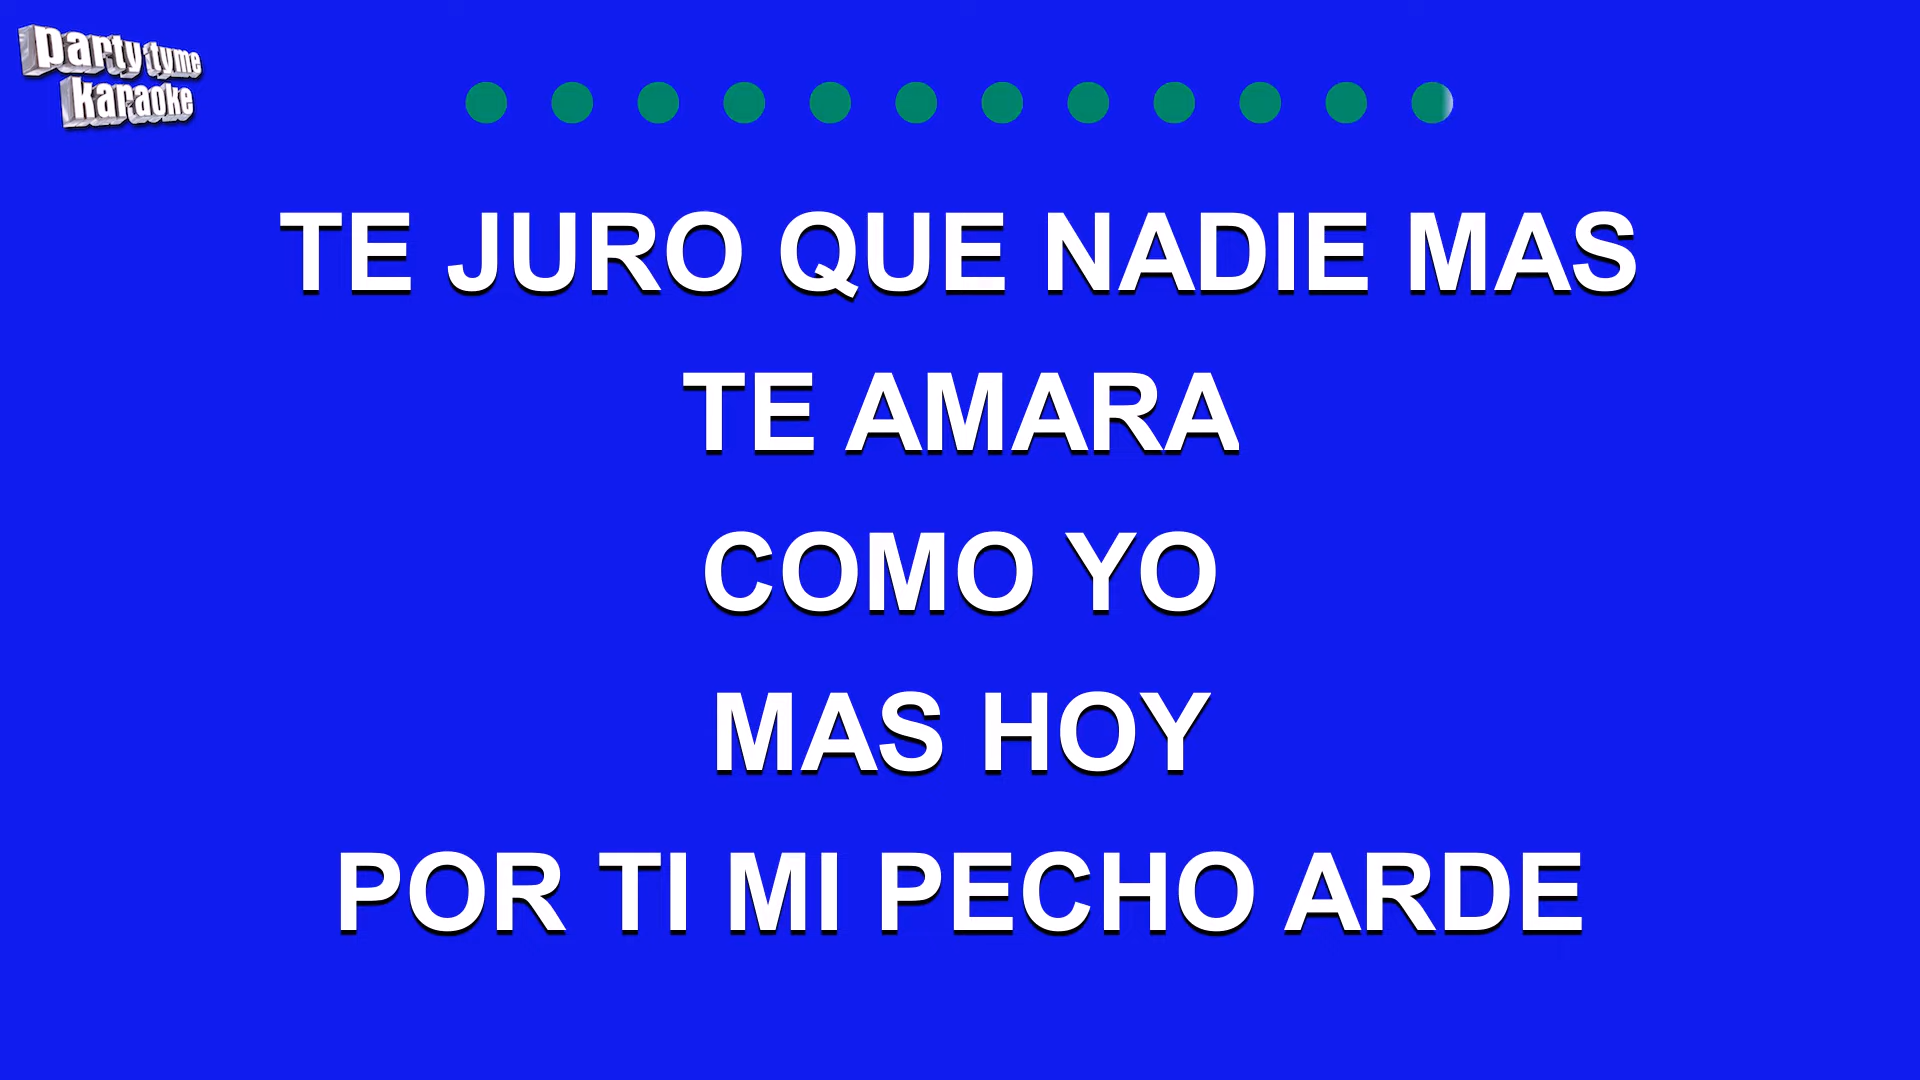 party tyme
karaoke
TE JURO QUE NADIE MAS
TE AMARA
COMO YO
MAS HOY
POR TI MI PECHO ARDE